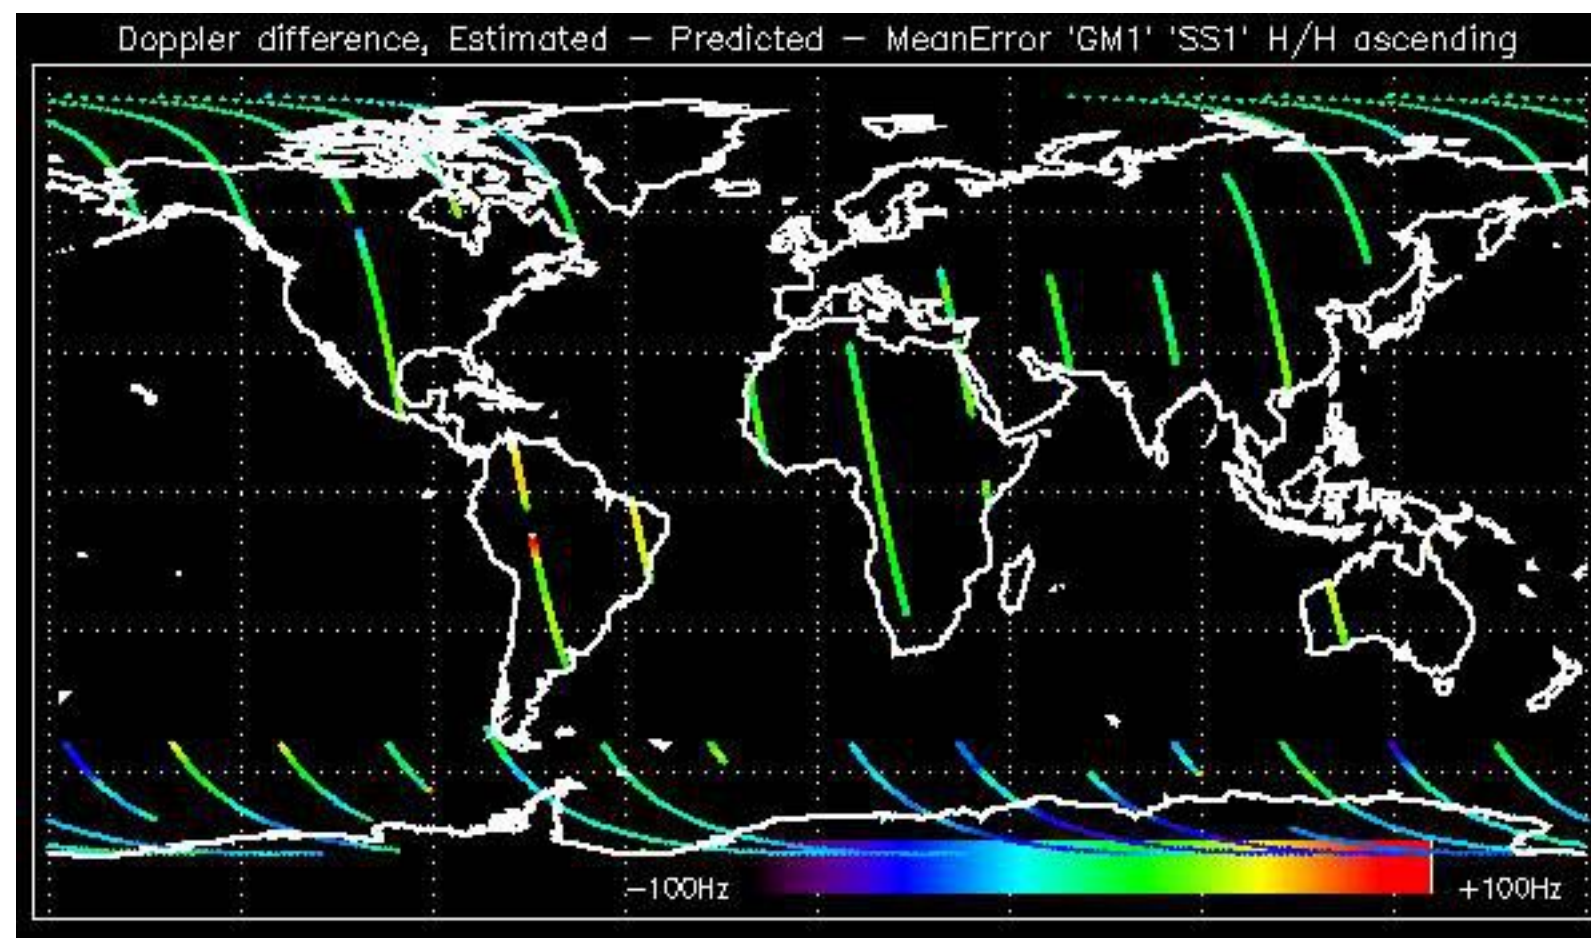 Doppler difference, Estimated – Predicted – MeanError 'GM1' 'SS1' H/H ascending
−100Hz
+100Hz